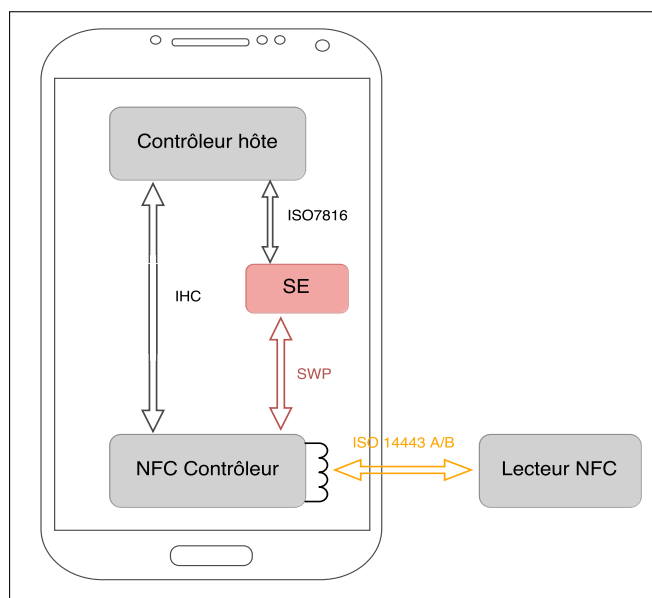 Contrôleur hôte
ISO7816
SE
IHC
SWP
ISO 14443 A/B
NFC Contrôleur
Lecteur NFC